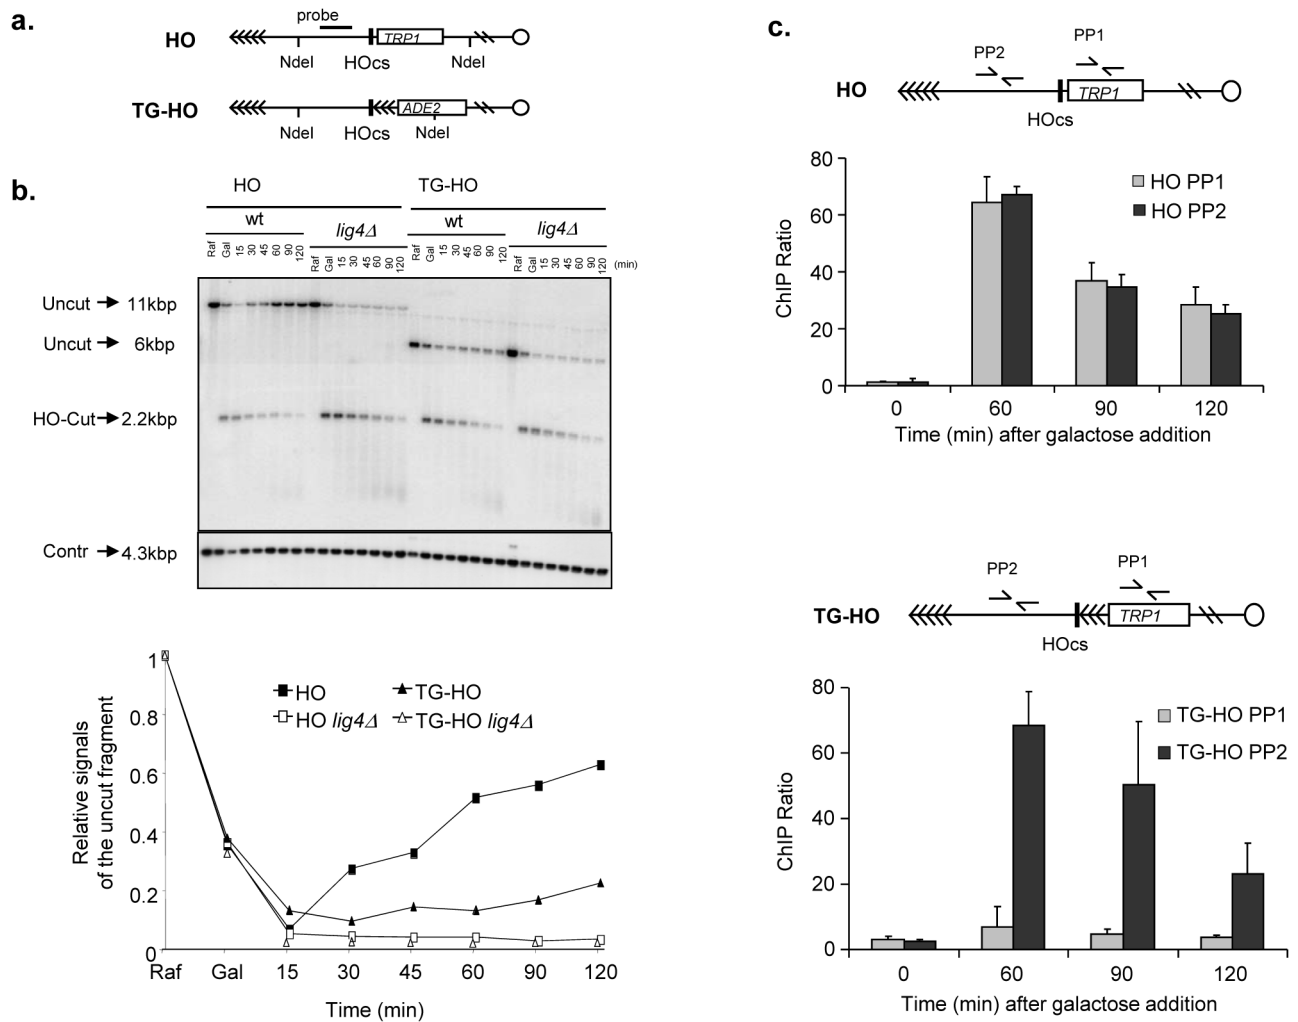 a.
probe
HO
TRP1
NdeI
HOcs
NdeI
TG-HO
ADE2
NdeI
HOcs
NdeI
b.
HO
TG-HO
wt
lig4Δ
wt
lig4Δ
Raf Gal 15 30 45 60 90 120 Raf Gal 15 30 45 60 90 120 Raf Gal 15 30 45 60 90 120 Raf Gal 15 30 45 60 90 120 (min)
Uncut 11kbp
Uncut 6kbp
HO-Cut 2.2kbp
Contr 4.3kbp
Relative signals
of the uncut fragment
1
0.8
0.6
0.4
0.2
0
HO
TG-HO
HO lig4Δ
TG-HO lig4Δ
Raf Gal 15 30 45 60 90 120
Time (min)
c.
PP2
PP1
HO
TRP1
HOcs
ChIP Ratio
80
60
40
20
0
HO PP1
HO PP2
0 60 90 120
Time (min) after galactose addition
PP2
PP1
TG-HO
TRP1
HOcs
ChIP Ratio
80
60
40
20
0
TG-HO PP1
TG-HO PP2
0 60 90 120
Time (min) after galactose addition